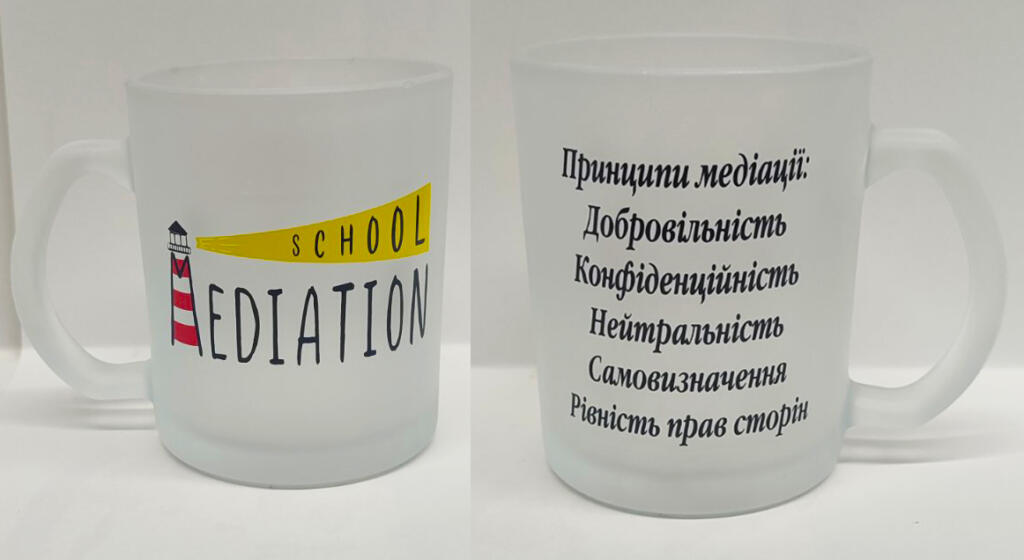 SCHOOL
MEDIATION
Принципи медіації:
Добровільність
Конфіденційність
Нейтральність
Самовизначення
Рівність прав сторін